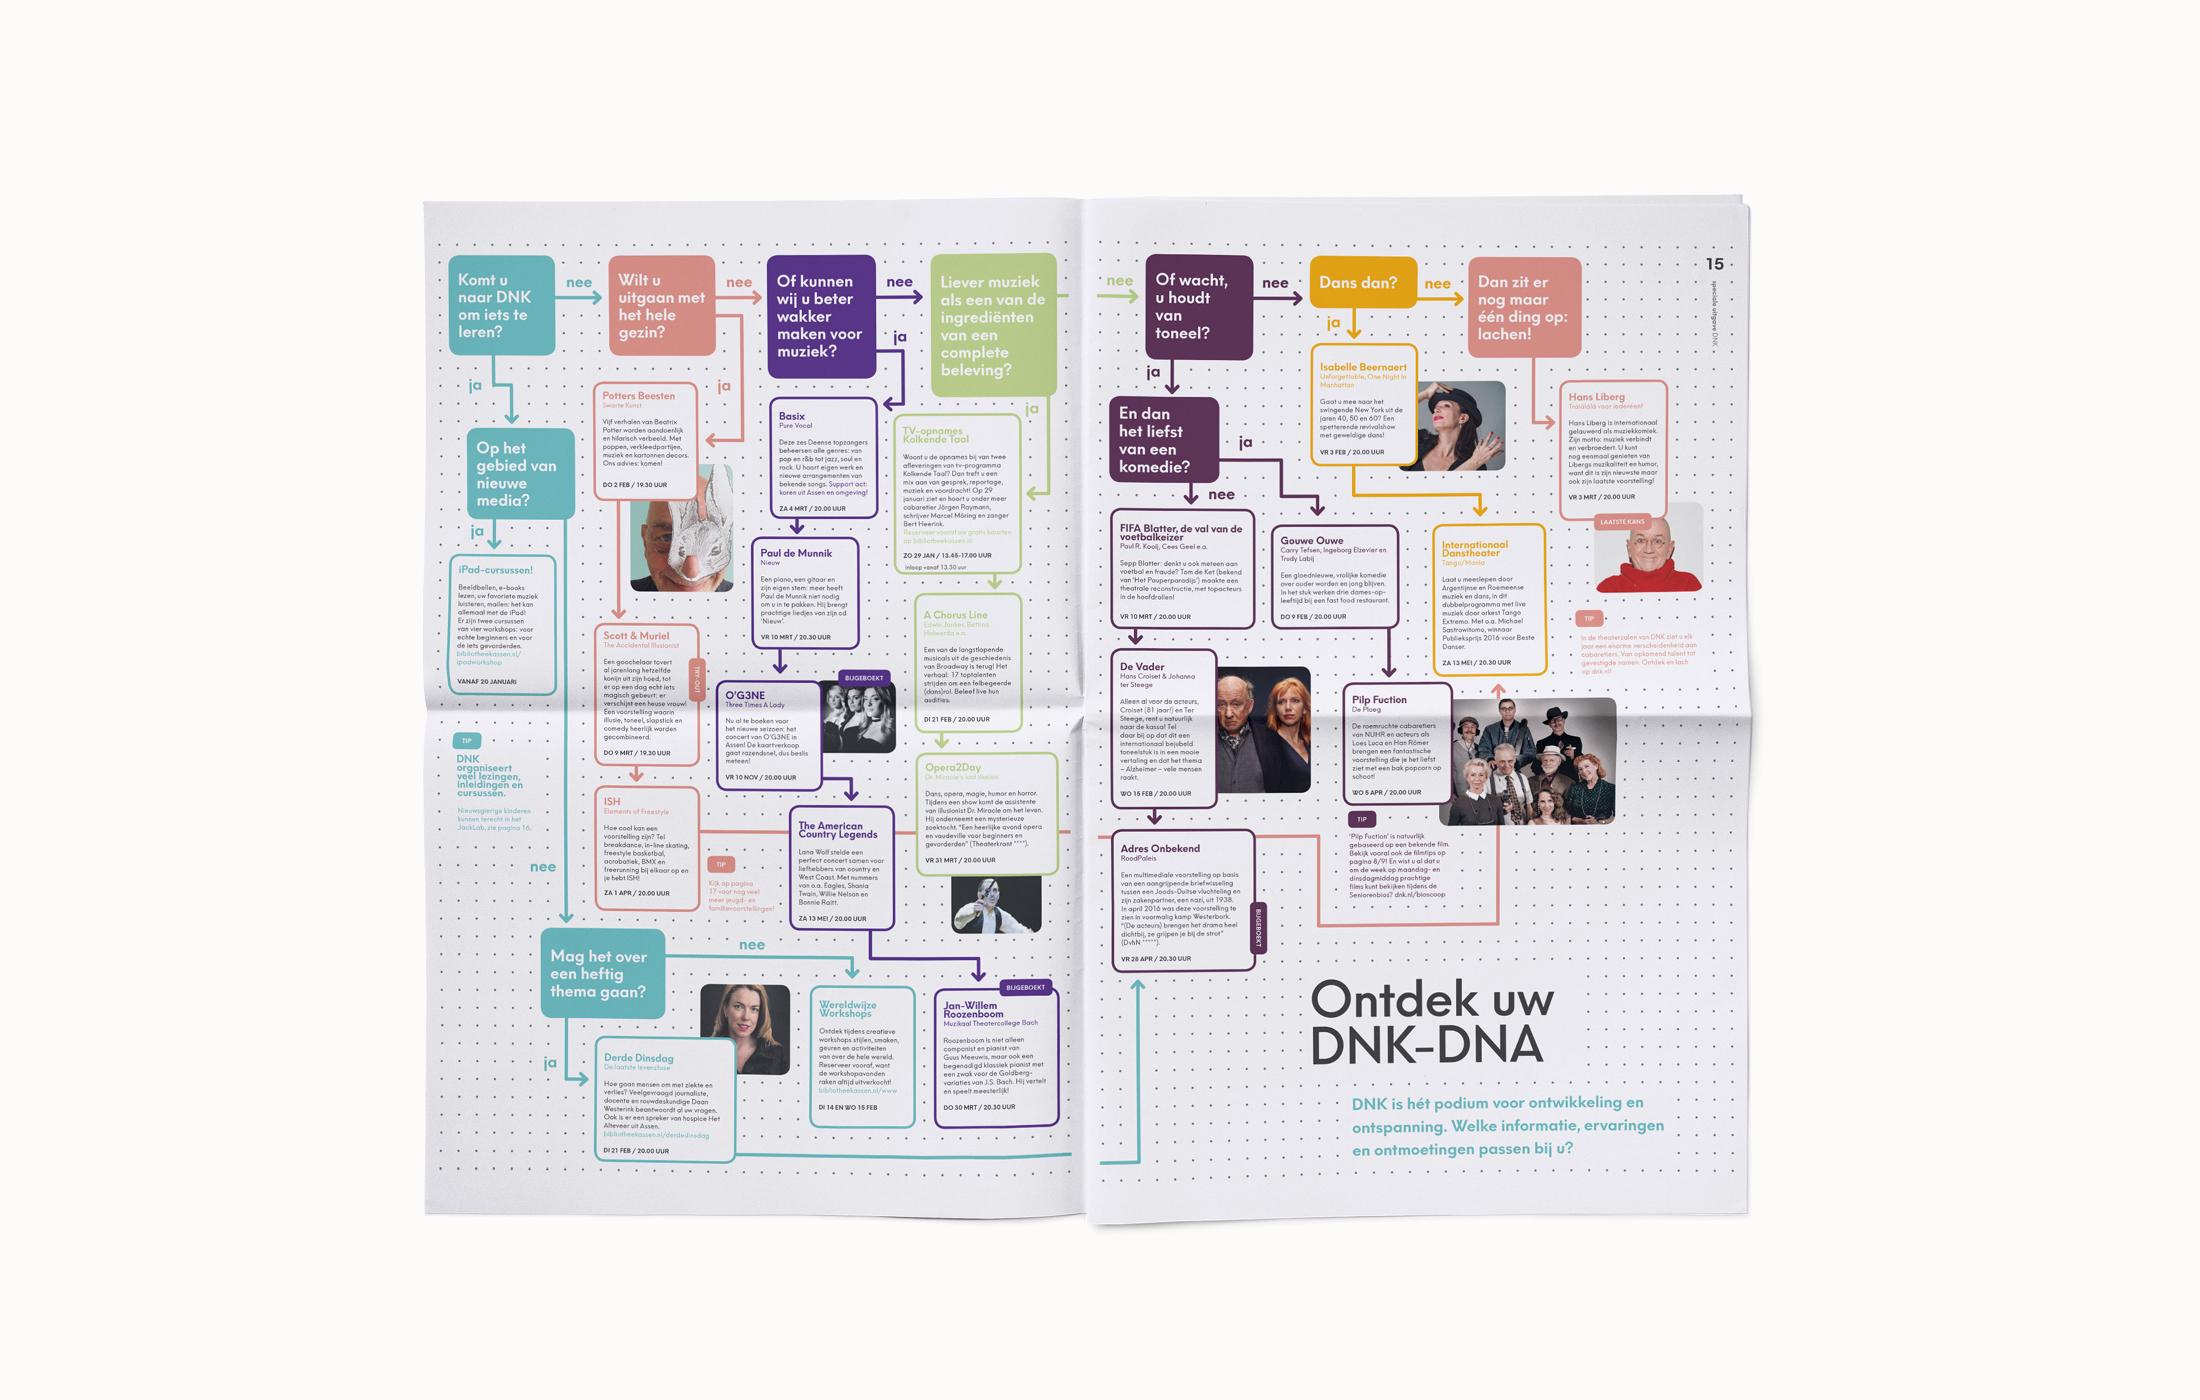 Komt u
naar DNK
om iets te
leren?
nee
ja
Op het
gebied van
nieuwe
media?
ja
iPad-cursussen!
Beeldbellen, e-books
lezen, uw favoriete muziek
luisteren, mailen: het kan
allemaal met de iPad!
Er zijn twee cursussen
van vier workshops: voor
echte beginners en voor
de iets gevorderden.
bibliotheekassen.nl/
ipadworkshop
VANAF 20 JANUARI
TIP
DNK
organiseert
veel lezingen,
inleidingen en
cursussen.
Nieuwsgierige kinderen
kunnen terecht in het
JackLab, zie pagina 16.
nee
Mag het over
een heftig
thema gaan?
nee
ja
Derde Dinsdag
De laatste levensfase
Hoe gaan mensen om met ziekte en
verlies? Veelgevraagd journaliste,
docente en rouwdeskundige Daan
Westerink beantwoordt al uw vragen.
Ook is er een spreker van hospice Het
Alteveer uit Assen.
bibliotheekassen.nl/derdedinsdag
DI 21 FEB / 20.00 UUR
Wereldwijze
Workshops
Ontdek tijdens creatieve
workshops stijlen, smaken,
geuren en activiteiten
van over de hele wereld.
Reserveer vooraf, want
de workshopavonden
raken altijd uitverkocht!
bibliotheekassen.nl/www
DI 14 EN WO 15 FEB
Wilt u
uitgaan met
het hele
gezin?
nee
ja
Potters Beesten
Swarte Kunst
Vijf verhalen van Beatrix
Potter worden aandoenlijk
en hilarisch verbeeld. Met
poppen, verkleedpartijen,
muziek en kartonnen decors.
Ons advies: komen!
DO 2 FEB / 19.30 UUR
Scott & Muriel
The Accidental Illusionist
TRY-OUT
Een goochelaar tovert
al jarenlang hetzelfde
konijn uit zijn hoed, tot
er op een dag echt iets
magisch gebeurt: er
verschijnt een heuse vrouw!
Een voorstelling waarin
illusie, toneel, slapstick en
comedy heerlijk worden
gecombineerd.
DO 9 MRT / 19.30 UUR
ISH
Elements of Freestyle
Hoe cool kan een
voorstelling zijn? Tel
breakdance, in-line skating,
freestyle basketbal,
acrobatiek, BMX en
freerunning bij elkaar op en
je hebt ISH!
ZA 1 APR / 20.00 UUR
TIP
Kijk op pagina
17 voor nog veel
meer jeugd- en
familievoorstellingen!
Of kunnen
wij u beter
wakker
maken voor
muziek?
nee
ja
Basix
Pure Vocal
Deze zes Deense topzangers
beheersen alle genres: van
pop en r&b tot jazz, soul en
rock. U hoort eigen werk en
nieuwe arrangementen van
bekende songs. Support act:
koren uit Assen en omgeving!
ZA 4 MRT / 20.00 UUR
Paul de Munnik
Nieuw
Een piano, een gitaar en
zijn eigen stem: meer heeft
Paul de Munnik niet nodig
om u in te pakken. Hij brengt
prachtige liedjes van zijn cd
'Nieuw'.
VR 10 MRT / 20.30 UUR
BIJGEBOEKT
O'G3NE
Three Times A Lady
Nu al te boeken voor
het nieuwe seizoen: het
concert van O'G3NE in
Assen! De kaartverkoop
gaat razendsnel, dus beslis
meteen!
VR 10 NOV / 20.00 UUR
The American
Country Legends
Lana Wolf stelde een
perfect concert samen voor
liefhebbers van country en
West Coast. Met nummers
van o.a. Eagles, Shania
Twain, Willie Nelson en
Bonnie Raitt.
ZA 13 MEI / 20.00 UUR
BIJGEBOEKT
Jan-Willem
Roozenboom
Muzikaal Theatercollege Bach
Roozenboom is niet alleen
componist en pianist van
Guus Meeuwis, maar ook een
begenadigd klassiek pianist met
een zwak voor de Goldberg-
variaties van J.S. Bach. Hij vertelt
en speelt meesterlijk!
DO 30 MRT / 20.30 UUR
Liever muziek
als een van de
ingrediënten
van een
complete
beleving?
ja
TV-opnames
Kolkende Taal
Woont u de opnames bij van twee
afleveringen van tv-programma
Kolkende Taal? Dan treft u een
mix aan van gesprek, reportage,
muziek en voordracht! Op 29
januari ziet en hoort u onder meer
cabaretier Jörgen Raymann,
schrijver Marcel Möring en zanger
Bert Heerink.
Reserveer vooraf uw gratis kaarten
op bibliotheekassen.nl
ZO 29 JAN / 13.45-17.00 UUR
inloop vanaf 13.30 uur
A Chorus Line
Edwin Jonker, Bettina
Holwerda e.a.
Een van de langstlopende
musicals uit de geschiedenis
van Broadway is terug! Het
verhaal: 17 toptalenten
strijden om een felbegeerde
(dans)rol. Beleef live hun
audities.
DI 21 FEB / 20.00 UUR
Opera2Day
Dr. Miracle's last illusion
Dans, opera, magie, humor en horror.
Tijdens een show komt de assistente
van illusionist Dr. Miracle om het leven.
Hij onderneemt een mysterieuze
zoektocht. "Een heerlijke avond opera
en vaudeville voor beginners en
gevorderden" (Theaterkrant ****).
VR 31 MRT / 20.00 UUR
nee
Of wacht,
u houdt
van
toneel?
nee
ja
En dan
het liefst
van een
komedie?
ja
nee
FIFA Blatter, de val van de
voetbalkeizer
Paul R. Kooij, Cees Geel e.a.
Sepp Blatter: denkt u ook meteen aan
voetbal en fraude? Tom de Ket (bekend
van 'Het Pauperparadijs') maakte een
theatrale reconstructie, met topacteurs
in de hoofdrollen!
VR 10 MRT / 20.00 UUR
De Vader
Hans Croiset & Johanna
ter Steege
Alleen al voor de acteurs,
Croiset (81 jaar!) en Ter
Steege, rent u natuurlijk
naar de kassa! Tel
daar bij op dat dit een
internationaal bejubeld
toneelstuk is in een mooie
vertaling en dat het thema
– Alzheimer – vele mensen
raakt.
WO 15 FEB / 20.00 UUR
Adres Onbekend
RoodPaleis
Een multimediale voorstelling op basis
van een aangrijpende briefwisseling
tussen een Joods-Duitse vluchteling en
zijn zakenpartner, een nazi, uit 1938.
In april 2016 was deze voorstelling te
zien in voormalig kamp Westerbork.
"(De acteurs) brengen het drama heel
dichtbij, ze grijpen je bij de strot"
(DvhN *****).
VR 28 APR / 20.30 UUR
BIJGEBOEKT
Gouwe Ouwe
Carry Tefsen, Ingeborg Elzevier en
Trudy Labij
Een gloednieuwe, vrolijke komedie
over ouder worden en jong blijven.
In het stuk werken drie dames-op-
leeftijd bij een fast food restaurant.
DO 9 FEB / 20.00 UUR
Pilp Fuction
De Ploeg
De roemruchte cabaretiers
van NUHR en acteurs als
Loes Luca en Han Römer
brengen een fantastische
voorstelling die je het liefst
ziet met een bak popcorn op
schoot!
WO 5 APR / 20.00 UUR
TIP
'Pilp Fuction' is natuurlijk
gebaseerd op een bekende film.
Bekijk vooral ook de filmtips op
pagina 8/9! En wist u al dat u
om de week op maandag- en
dinsdagmiddag prachtige
films kunt bekijken tijdens de
Seniorenbios? dnk.nl/bioscoop
Dans dan?
nee
ja
Isabelle Beernaert
Unforgettable, One Night In
Manhattan
Gaat u mee naar het
swingende New York uit de
jaren 40, 50 en 60? Een
spetterende revivalshow
met geweldige dans!
VR 3 FEB / 20.00 UUR
Internationaal
Danstheater
Tango/Mania
Laat u meeslepen door
Argentijnse en Roemeense
muziek en dans, in dit
dubbelprogramma met live
muziek door orkest Tango
Extremo. Met o.a. Michael
Sastrowitomo, winnaar
Publieksprijs 2016 voor Beste
Danser.
ZA 13 MEI / 20.30 UUR
Dan zit er
nog maar
één ding op:
lachen!
Hans Liberg
Tralálálá voor iedereen!
Hans Liberg is internationaal
gelauwerd als muziekkomiek.
Zijn motto: muziek verbindt
en verbroedert. U kunt
nog eenmaal genieten van
Libergs muzikaliteit en humor,
want dit is zijn nieuwste maar
ook zijn laatste voorstelling!
VR 3 MRT / 20.00 UUR
LAATSTE KANS
TIP
In de theaterzalen van DNK ziet u elk
jaar een enorme verscheidenheid aan
cabaretiers. Van opkomend talent tot
gevestigde namen. Ontdek en lach
op dnk.nl!
15
speciale uitgave DNK
Ontdek uw
DNK-DNA
DNK is hét podium voor ontwikkeling en
ontspanning. Welke informatie, ervaringen
en ontmoetingen passen bij u?